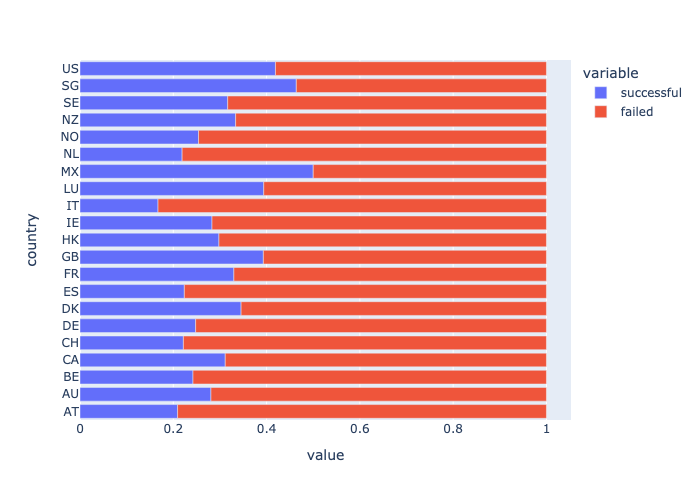 US
SG
SE
NZ
NO
NL
MX
LU
IT
IE
HK
GB
FR
ES
DK
DE
CH
CA
BE
AU
AT
country
0 0.2 0.4 0.6 0.8 1
value
variable
successful
failed